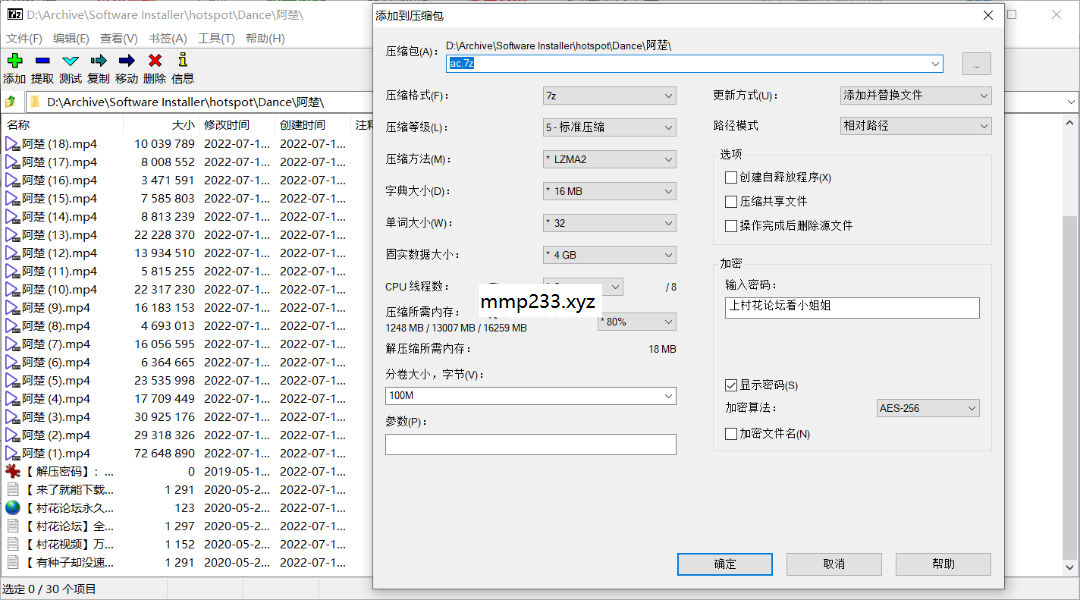 D:\Archive\Software Installer\hotspot\Dance\阿楚\
文件(F) 编辑(E) 查看(V) 书签(A) 工具(T) 帮助(H)
添加 提取 测试 复制 移动 删除 信息
D:\Archive\Software Installer\hotspot\Dance\阿楚\
名称 大小 修改时间 创建时间 注释
阿楚 (18).mp4 10 039 789 2022-07-1... 2022-07-1...
阿楚 (17).mp4 8 008 552 2022-07-1... 2022-07-1...
阿楚 (16).mp4 3 471 591 2022-07-1... 2022-07-1...
阿楚 (15).mp4 7 585 803 2022-07-1... 2022-07-1...
阿楚 (14).mp4 8 813 239 2022-07-1... 2022-07-1...
阿楚 (13).mp4 22 228 370 2022-07-1... 2022-07-1...
阿楚 (12).mp4 13 934 510 2022-07-1... 2022-07-1...
阿楚 (11).mp4 5 815 255 2022-07-1... 2022-07-1...
阿楚 (10).mp4 22 317 230 2022-07-1... 2022-07-1...
阿楚 (9).mp4 16 183 153 2022-07-1... 2022-07-1...
阿楚 (8).mp4 4 693 013 2022-07-1... 2022-07-1...
阿楚 (7).mp4 16 056 595 2022-07-1... 2022-07-1...
阿楚 (6).mp4 6 364 665 2022-07-1... 2022-07-1...
阿楚 (5).mp4 23 535 998 2022-07-1... 2022-07-1...
阿楚 (4).mp4 17 709 449 2022-07-1... 2022-07-1...
阿楚 (3).mp4 30 925 176 2022-07-1... 2022-07-1...
阿楚 (2).mp4 29 318 326 2022-07-1... 2022-07-1...
阿楚 (1).mp4 72 648 890 2022-07-1... 2022-07-1...
【 解压密码】: ... 0 2019-05-1... 2022-07-1...
【 来了就能下载... 1 291 2020-05-2... 2022-07-1...
【 村花论坛永久... 123 2020-05-2... 2022-07-1...
【 村花论坛】全... 1 297 2020-05-2... 2022-07-1...
【 村花视频】万... 1 152 2020-05-2... 2022-07-1...
【 有种子却没速... 1 291 2020-05-2... 2022-07-1...
选定 0 / 30 个项目
添加到压缩包
压缩包(A): D:\Archive\Software Installer\hotspot\Dance\阿楚\
ac.7z
...
压缩格式(F): 7z
压缩等级(L): 5 - 标准压缩
压缩方法(M): * LZMA2
字典大小(D): * 16 MB
单词大小(W): * 32
固实数据大小: * 4 GB
CPU 线程数: / 8
mmp233.xyz
压缩所需内存:
1248 MB / 13007 MB / 16259 MB * 80%
解压缩所需内存: 18 MB
分卷大小，字节(V):
100M
参数(P):
更新方式(U): 添加并替换文件
路径模式 相对路径
选项
创建自释放程序(X)
压缩共享文件
操作完成后删除源文件
加密
输入密码:
上村花论坛看小姐姐
显示密码(S)
加密算法: AES-256
加密文件名(N)
确定 取消 帮助